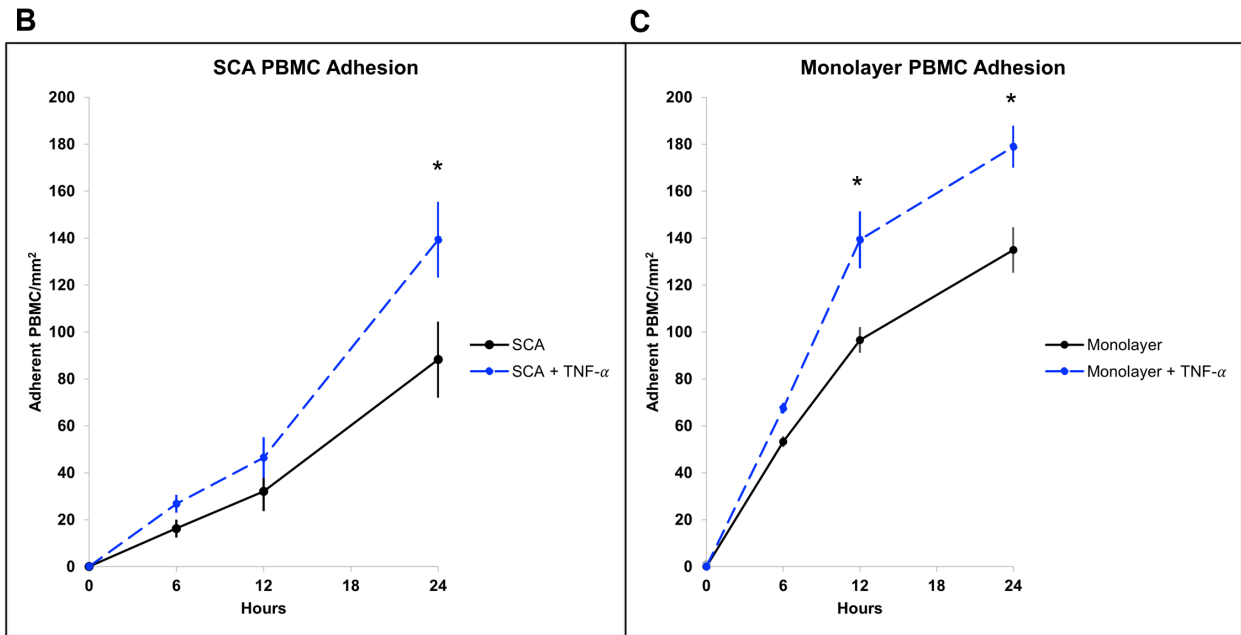 B
SCA PBMC Adhesion
200
180
160
140
120
100
80
60
40
20
0
Adherent PBMC/mm²
*
SCA
SCA + TNF-α
0 6 12 18 24
Hours
C
Monolayer PBMC Adhesion
200
180
160
140
120
100
80
60
40
20
0
Adherent PBMC/mm²
*
*
Monolayer
Monolayer + TNF-α
0 6 12 18 24
Hours